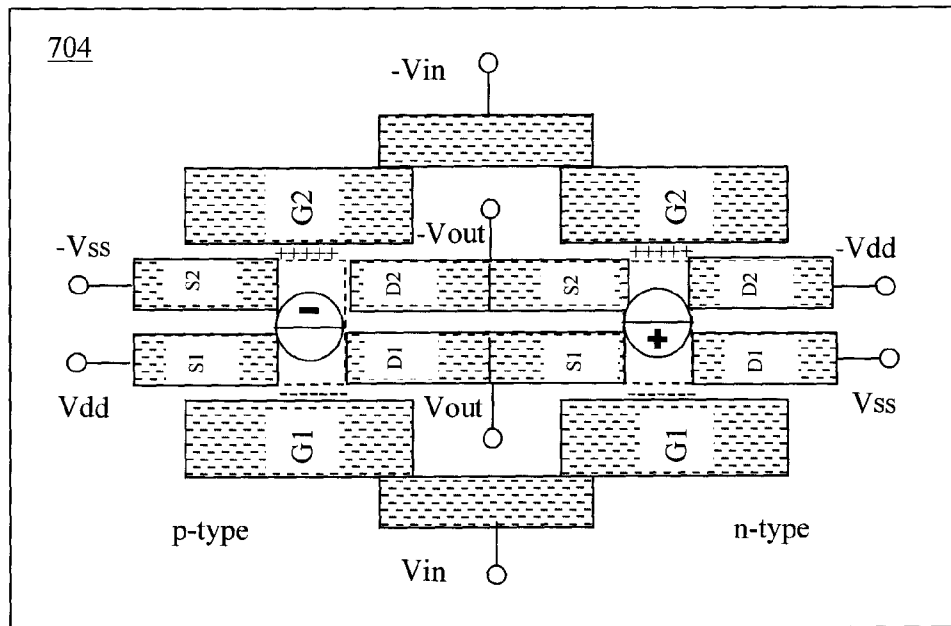 704
-Vin
G2 G2
-Vss -Vout -Vdd
+++++ +++++
S2 D2 S2 D2
- +
S1 D1 S1 D1
Vdd Vout Vss
G1 G1
p-type n-type
Vin